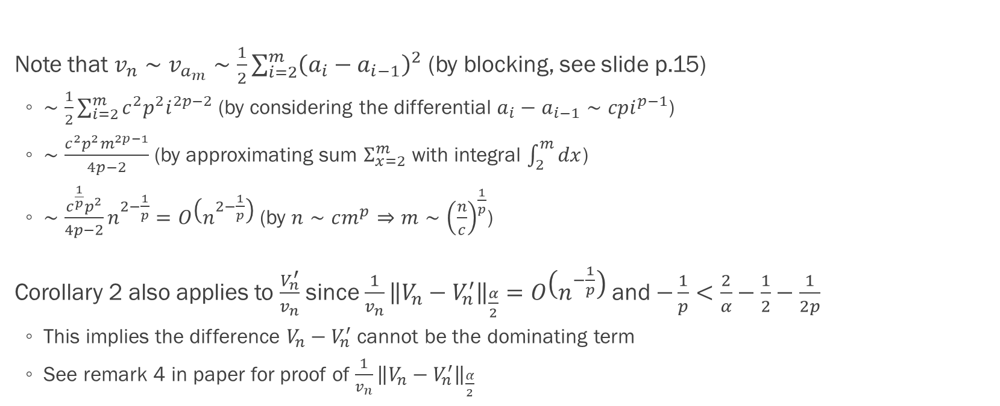 Note that $v_n \sim v_{a_m} \sim \frac{1}{2}\sum_{i=2}^{m}(a_i - a_{i-1})^2$ (by blocking, see slide p.15)
◦ $\sim \frac{1}{2}\sum_{i=2}^{m} c^2 p^2 i^{2p-2}$ (by considering the differential $a_i - a_{i-1} \sim cpi^{p-1}$)
◦ $\sim \frac{c^2 p^2 m^{2p-1}}{4p-2}$ (by approximating sum $\Sigma_{x=2}^{m}$ with integral $\int_2^m dx$)
◦ $\sim \frac{c^{\frac{1}{p}} p^2}{4p-2} n^{2-\frac{1}{p}} = O\left(n^{2-\frac{1}{p}}\right)$ (by $n \sim cm^p \Rightarrow m \sim \left(\frac{n}{c}\right)^{\frac{1}{p}}$)
Corollary 2 also applies to $\frac{V_n'}{v_n}$ since $\frac{1}{v_n}\|V_n - V_n'\|_{\frac{\alpha}{2}} = O\left(n^{-\frac{1}{p}}\right)$ and $-\frac{1}{p} < \frac{2}{\alpha} - \frac{1}{2} - \frac{1}{2p}$
◦ This implies the difference $V_n - V_n'$ cannot be the dominating term
◦ See remark 4 in paper for proof of $\frac{1}{v_n}\|V_n - V_n'\|_{\frac{\alpha}{2}}$